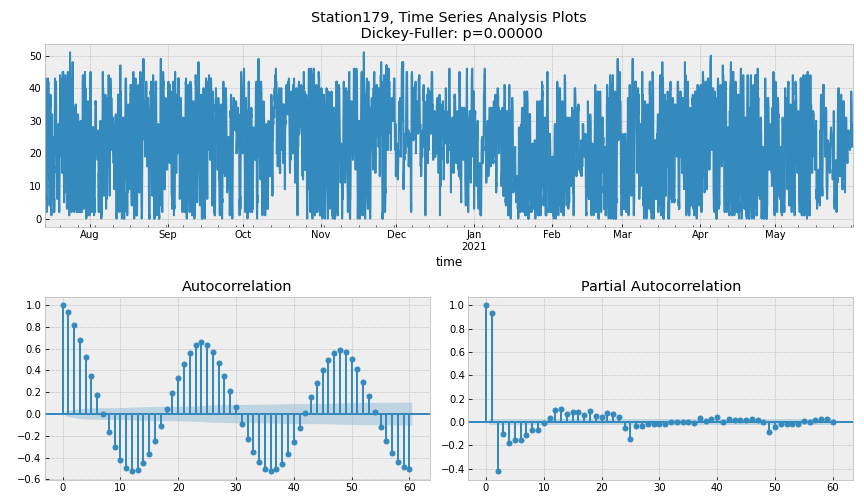 Station179, Time Series Analysis Plots
Dickey-Fuller: p=0.00000
50
40
30
20
10
0
Aug Sep Oct Nov Dec Jan Feb Mar Apr May
2021
time
Autocorrelation Partial Autocorrelation
1.0 1.0
0.8 0.8
0.6 0.6
0.4 0.4
0.2 0.2
0.0 0.0
−0.2 −0.2
−0.4 −0.4
−0.6
0 10 20 30 40 50 60 0 10 20 30 40 50 60